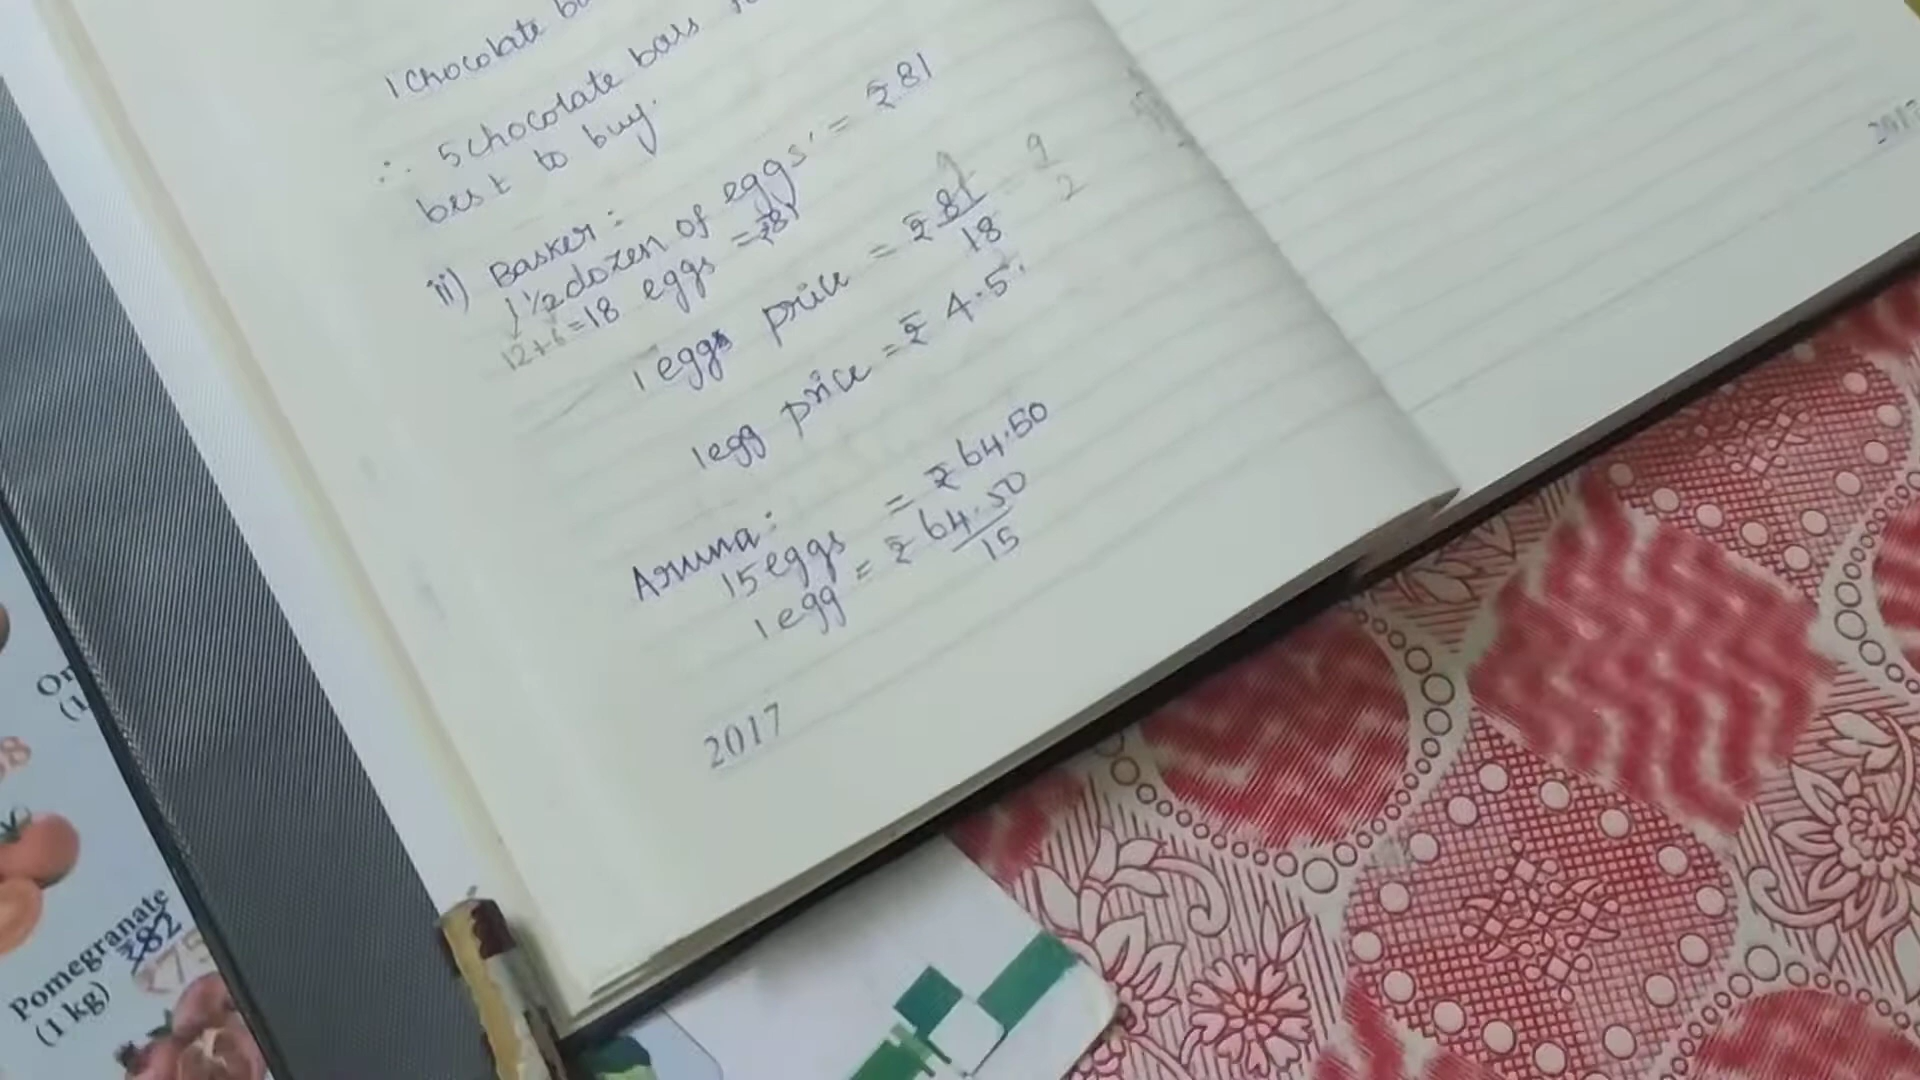 1 chocolate
∴ 5 chocolate bars
best to buy.
ii) Basker:
1 1/2 dozen of eggs = ₹81
12+6=18 eggs = ₹81
1 eggs price = ₹ 81/18 9/2
1 egg price = ₹ 4.5
Aruna:
15 eggs = ₹64.50
1 egg = ₹ 64.50/15
2017
2017
Pomegranate
₹82
(1 kg)